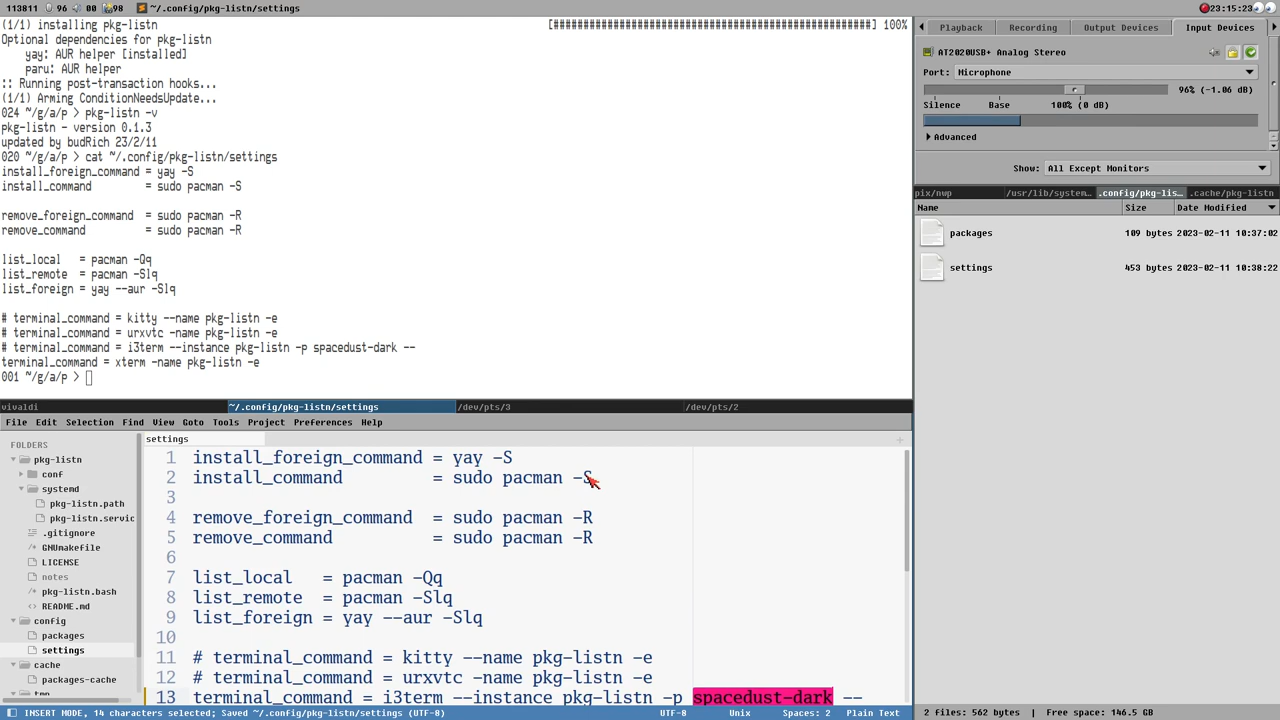 113811 96 00 98 ~/.config/pkg-listn/settings 23:15:23
(1/1) installing pkg-listn [######################################################################] 100%
Optional dependencies for pkg-listn
yay: AUR helper [installed]
paru: AUR helper
:: Running post-transaction hooks...
(1/1) Arming ConditionNeedsUpdate...
024 ~/g/a/p > pkg-listn -v
pkg-listn - version 0.1.3
updated by budRich 23/2/11
020 ~/g/a/p > cat ~/.config/pkg-listn/settings
install_foreign_command = yay -S
install_command         = sudo pacman -S
remove_foreign_command  = sudo pacman -R
remove_command          = sudo pacman -R
list_local   = pacman -Qq
list_remote  = pacman -Slq
list_foreign = yay --aur -Slq
# terminal_command = kitty --name pkg-listn -e
# terminal_command = urxvtc -name pkg-listn -e
# terminal_command = i3term --instance pkg-listn -p spacedust-dark --
terminal_command = xterm -name pkg-listn -e
001 ~/g/a/p >
Playback Recording Output Devices Input Devices
AT2020USB+ Analog Stereo
Port: Microphone
96% (-1.06 dB)
Silence Base 100% (0 dB)
Advanced
Show: All Except Monitors
pix/nwp /usr/lib/system… .config/pkg-lis… .cache/pkg-listn
Name Size Date Modified
packages 109 bytes 2023-02-11 10:37:02
settings 453 bytes 2023-02-11 10:38:22
2 files: 562 bytes Free space: 146.5 GB
vivaldi ~/.config/pkg-listn/settings /dev/pts/3 /dev/pts/2
File Edit Selection Find View Goto Tools Project Preferences Help
FOLDERS
pkg-listn
conf
systemd
pkg-listn.path
pkg-listn.servic
.gitignore
GNUmakefile
LICENSE
notes
pkg-listn.bash
README.md
config
packages
settings
cache
packages-cache
tmp
settings
1 install_foreign_command = yay -S
2 install_command         = sudo pacman -S
3
4 remove_foreign_command  = sudo pacman -R
5 remove_command          = sudo pacman -R
6
7 list_local   = pacman -Qq
8 list_remote  = pacman -Slq
9 list_foreign = yay --aur -Slq
10
11 # terminal_command = kitty --name pkg-listn -e
12 # terminal_command = urxvtc -name pkg-listn -e
13 terminal_command = i3term --instance pkg-listn -p spacedust-dark --
INSERT MODE, 14 characters selected; Saved ~/.config/pkg-listn/settings (UTF-8) UTF-8 Unix Spaces: 2 Plain Text